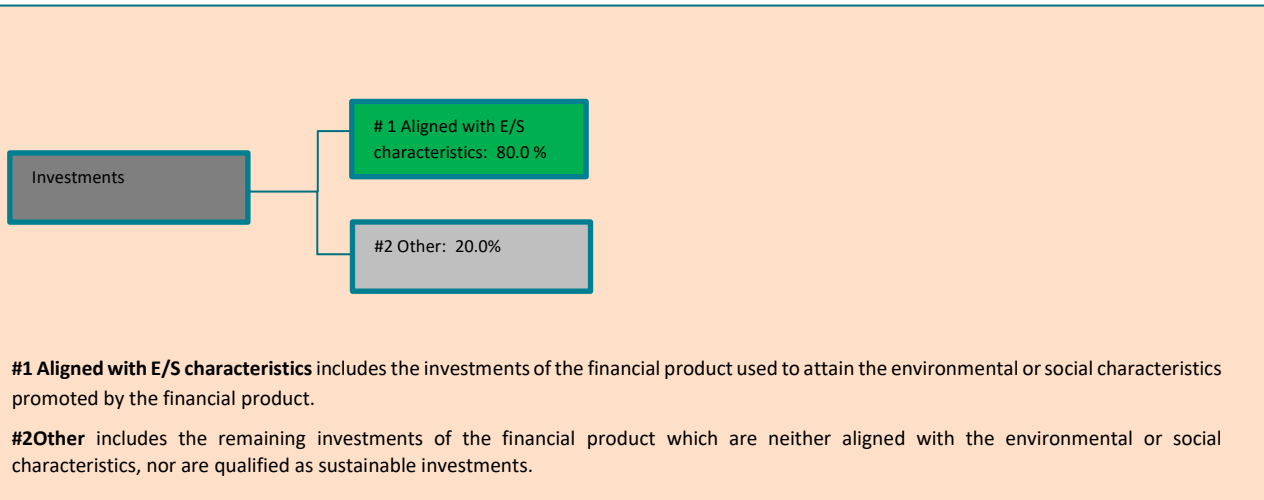 # 1 Aligned with E/S
characteristics: 80.0 %
Investments
#2 Other: 20.0%
#1 Aligned with E/S characteristics includes the investments of the financial product used to attain the environmental or social characteristics
promoted by the financial product.
#2Other includes the remaining investments of the financial product which are neither aligned with the environmental or social
characteristics, nor are qualified as sustainable investments.